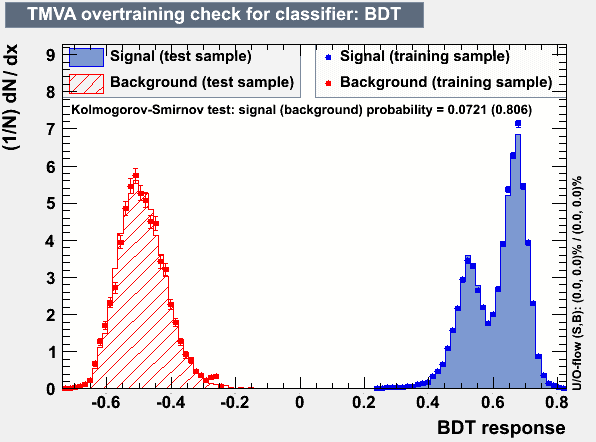 TMVA overtraining check for classifier: BDT
(1/N) dN / dx
Signal (test sample)
Background (test sample)
Signal (training sample)
Background (training sample)
Kolmogorov-Smirnov test: signal (background) probability = 0.0721 (0.806)
9
8
7
6
5
4
3
2
1
0
-0.6 -0.4 -0.2 0 0.2 0.4 0.6 0.8
BDT response
U/O-flow (S,B): (0.0, 0.0)% / (0.0, 0.0)%